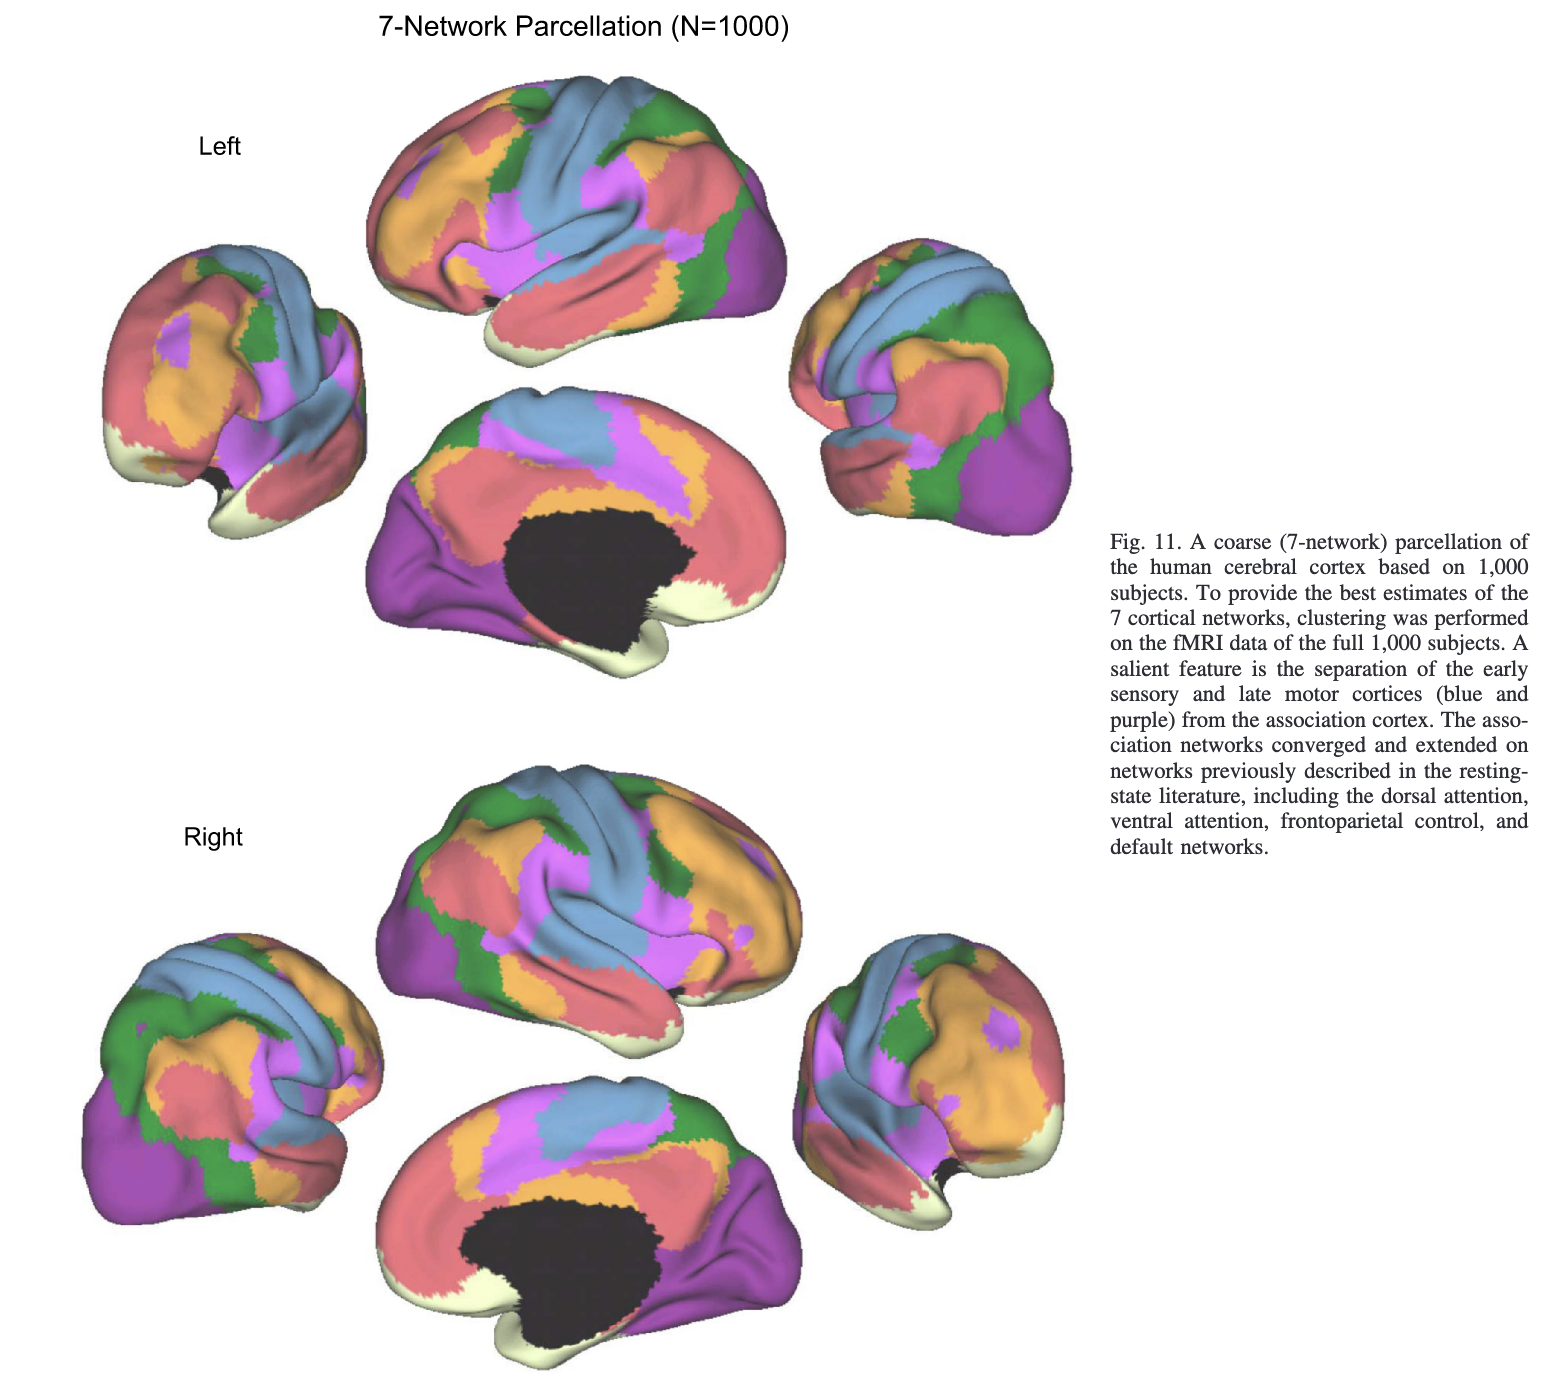 7-Network Parcellation (N=1000)
Left
Fig. 11. A coarse (7-network) parcellation of
the human cerebral cortex based on 1,000
subjects. To provide the best estimates of the
7 cortical networks, clustering was performed
on the fMRI data of the full 1,000 subjects. A
salient feature is the separation of the early
sensory and late motor cortices (blue and
purple) from the association cortex. The asso-
ciation networks converged and extended on
networks previously described in the resting-
state literature, including the dorsal attention,
ventral attention, frontoparietal control, and
default networks.
Right